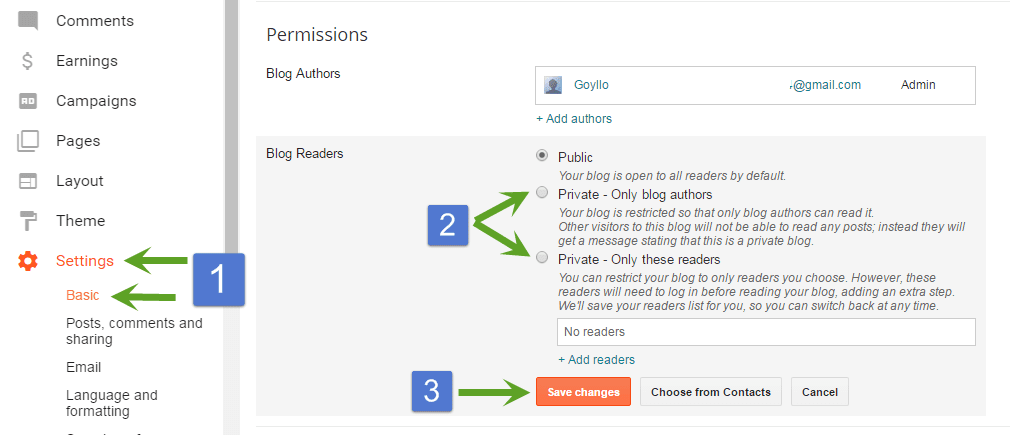 Comments
Earnings
Campaigns
Pages
Layout
Theme
Settings
Basic
Posts, comments and
sharing
Email
Language and
formatting
1
Permissions
Blog Authors
Goyllo
@gmail.com
Admin
+ Add authors
Blog Readers
Public
Your blog is open to all readers by default.
2
Private - Only blog authors
Your blog is restricted so that only blog authors can read it.
Other visitors to this blog will not be able to read any posts; instead they will
get a message stating that this is a private blog.
Private - Only these readers
You can restrict your blog to only readers you choose. However, these
readers will need to log in before reading your blog, adding an extra step.
We'll save your readers list for you, so you can switch back at any time.
No readers
+ Add readers
3
Save changes
Choose from Contacts
Cancel